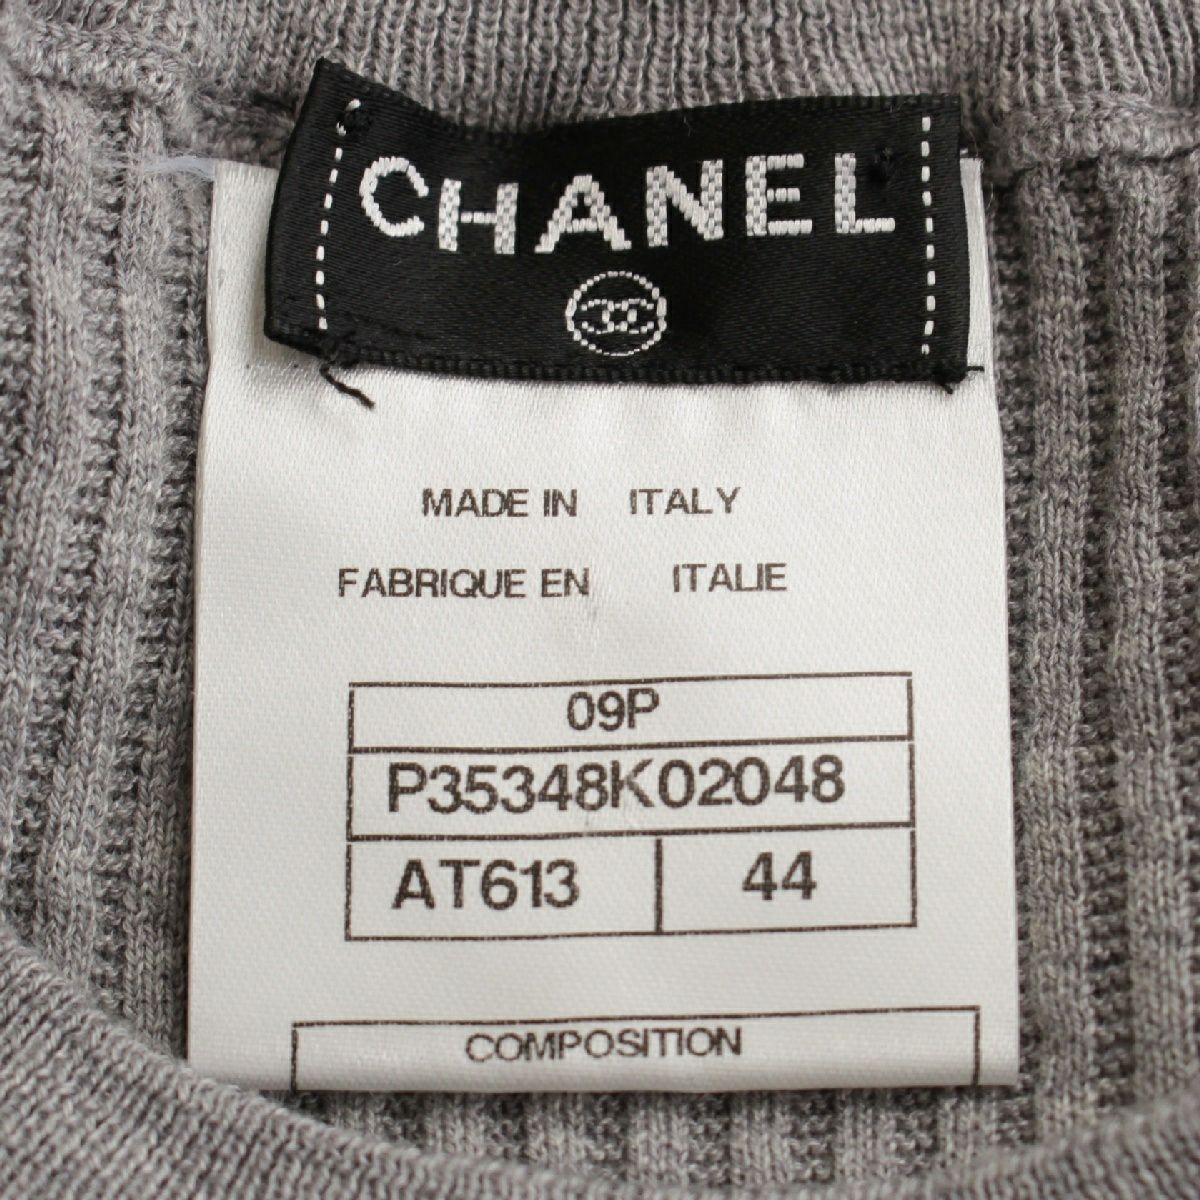 CHANEL
MADE IN ITALY
FABRIQUE EN ITALIE
09P
P35348K02048
AT613 44
COMPOSITION